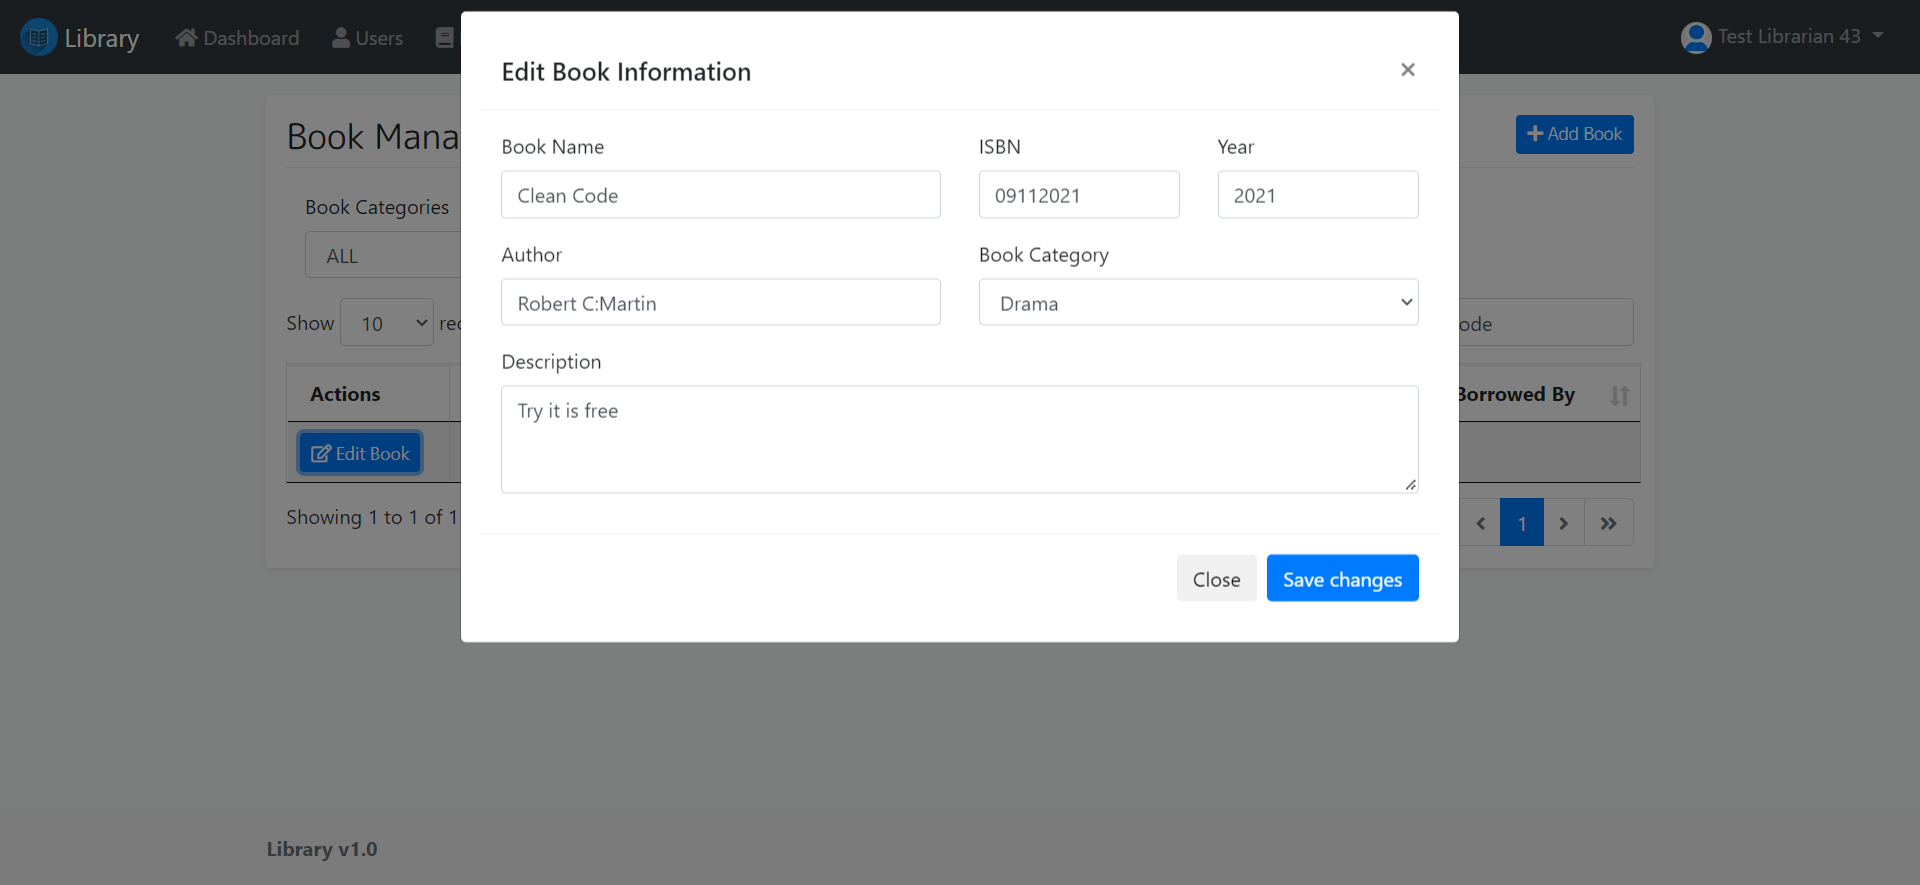 Library
Dashboard
Users
Test Librarian 43
Edit Book Information
×
Book Mana
Add Book
Book Name
ISBN
Year
Clean Code
09112021
2021
Book Categories
ALL
Author
Book Category
Robert C:Martin
Drama
Show 10 rec
ode
Description
Try it is free
Actions
Borrowed By
Edit Book
Showing 1 to 1 of 1
1
Close
Save changes
Library v1.0